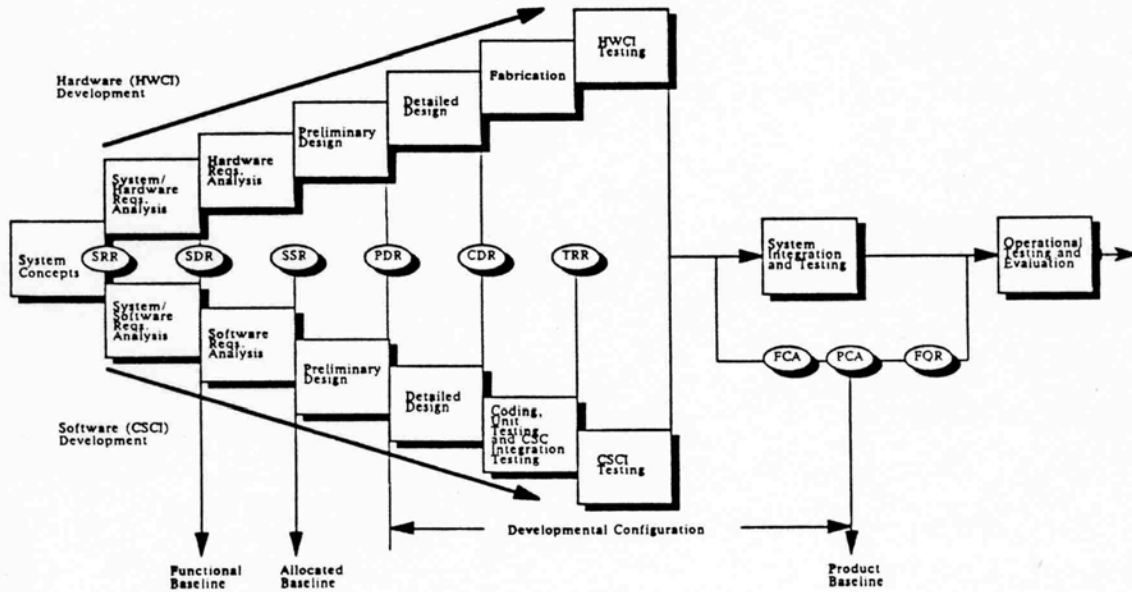 HWCI
Testing
Fabrication
Hardware (HWCI)
Development
Detailed
Design
Preliminary
Design
Hardware
Reqs.
Analysis
System/
Hardware
Reqs.
Analysis
System
Concepts
SRR
SDR
SSR
PDR
CDR
TRR
System
Integration
and Testing
Operational
Testing and
Evaluation
System/
Software
Reqs.
Analysis
Software
Reqs.
Analysis
Preliminary
Design
Detailed
Design
Coding,
Unit
Testing
and CSC
Integration
Testing
CSCI
Testing
FCA
PCA
FQR
Software (CSCI)
Development
Developmental Configuration
Functional
Baseline
Allocated
Baseline
Product
Baseline